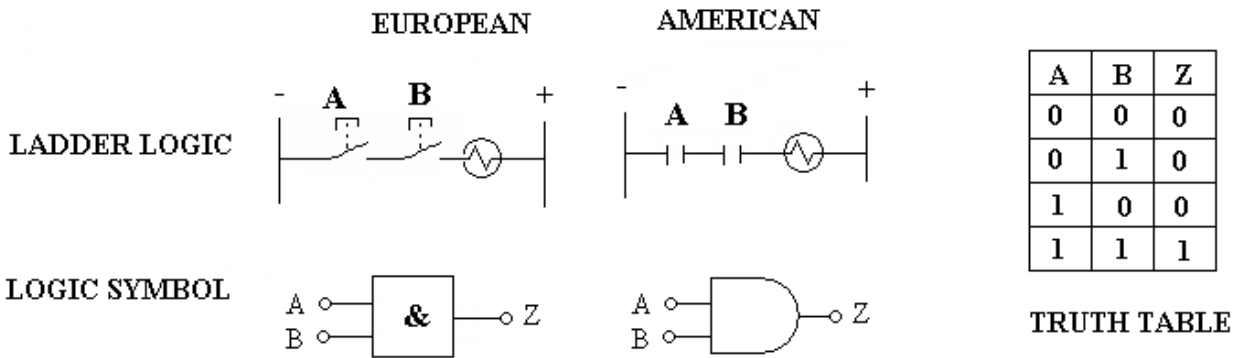 EUROPEAN AMERICAN
- A B + - A B +
LADDER LOGIC
A B Z
0 0 0
0 1 0
1 0 0
1 1 1
LOGIC SYMBOL
A B & Z
A B Z
TRUTH TABLE